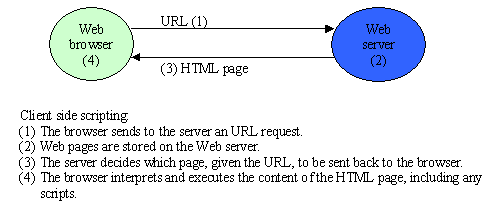 URL (1)
Web
browser
(4)
Web
server
(2)
(3) HTML page
Client side scripting:
(1) The browser sends to the server an URL request.
(2) Web pages are stored on the Web server.
(3) The server decides which page, given the URL, to be sent back to the browser.
(4) The browser interprets and executes the content of the HTML page, including any
scripts.